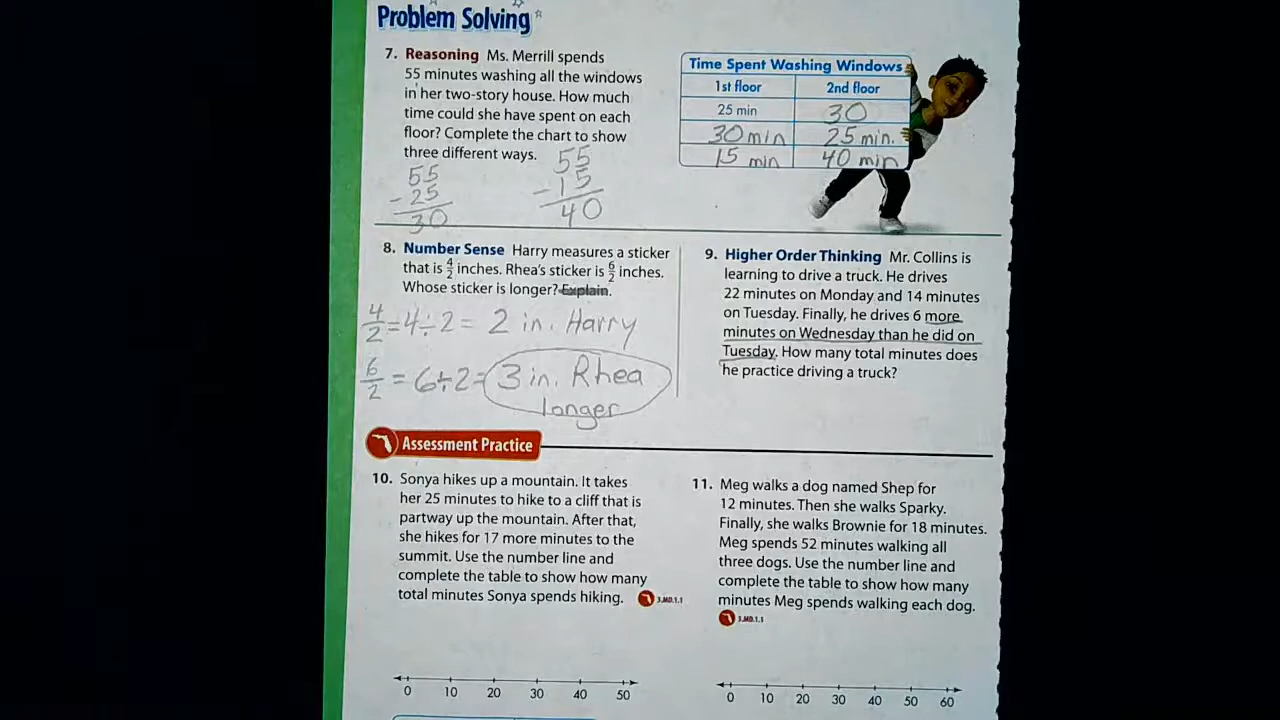 Problem Solving
7. Reasoning Ms. Merrill spends
55 minutes washing all the windows
in her two-story house. How much
time could she have spent on each
floor? Complete the chart to show
three different ways.
55
- 25
30
55
- 15
40
Time Spent Washing Windows
1st floor 2nd floor
25 min 30
30 min 25 min.
15 min 40 min
8. Number Sense Harry measures a sticker
that is 4/2 inches. Rhea's sticker is 6/2 inches.
Whose sticker is longer? Explain.
4/2 = 4÷2 = 2 in. Harry
6/2 = 6÷2 = 3 in. Rhea
longer
9. Higher Order Thinking Mr. Collins is
learning to drive a truck. He drives
22 minutes on Monday and 14 minutes
on Tuesday. Finally, he drives 6 more
minutes on Wednesday than he did on
Tuesday. How many total minutes does
he practice driving a truck?
Assessment Practice
10. Sonya hikes up a mountain. It takes
her 25 minutes to hike to a cliff that is
partway up the mountain. After that,
she hikes for 17 more minutes to the
summit. Use the number line and
complete the table to show how many
total minutes Sonya spends hiking. 3.MD.1.1
0 10 20 30 40 50
11. Meg walks a dog named Shep for
12 minutes. Then she walks Sparky.
Finally, she walks Brownie for 18 minutes.
Meg spends 52 minutes walking all
three dogs. Use the number line and
complete the table to show how many
minutes Meg spends walking each dog.
3.MD.1.1
0 10 20 30 40 50 60